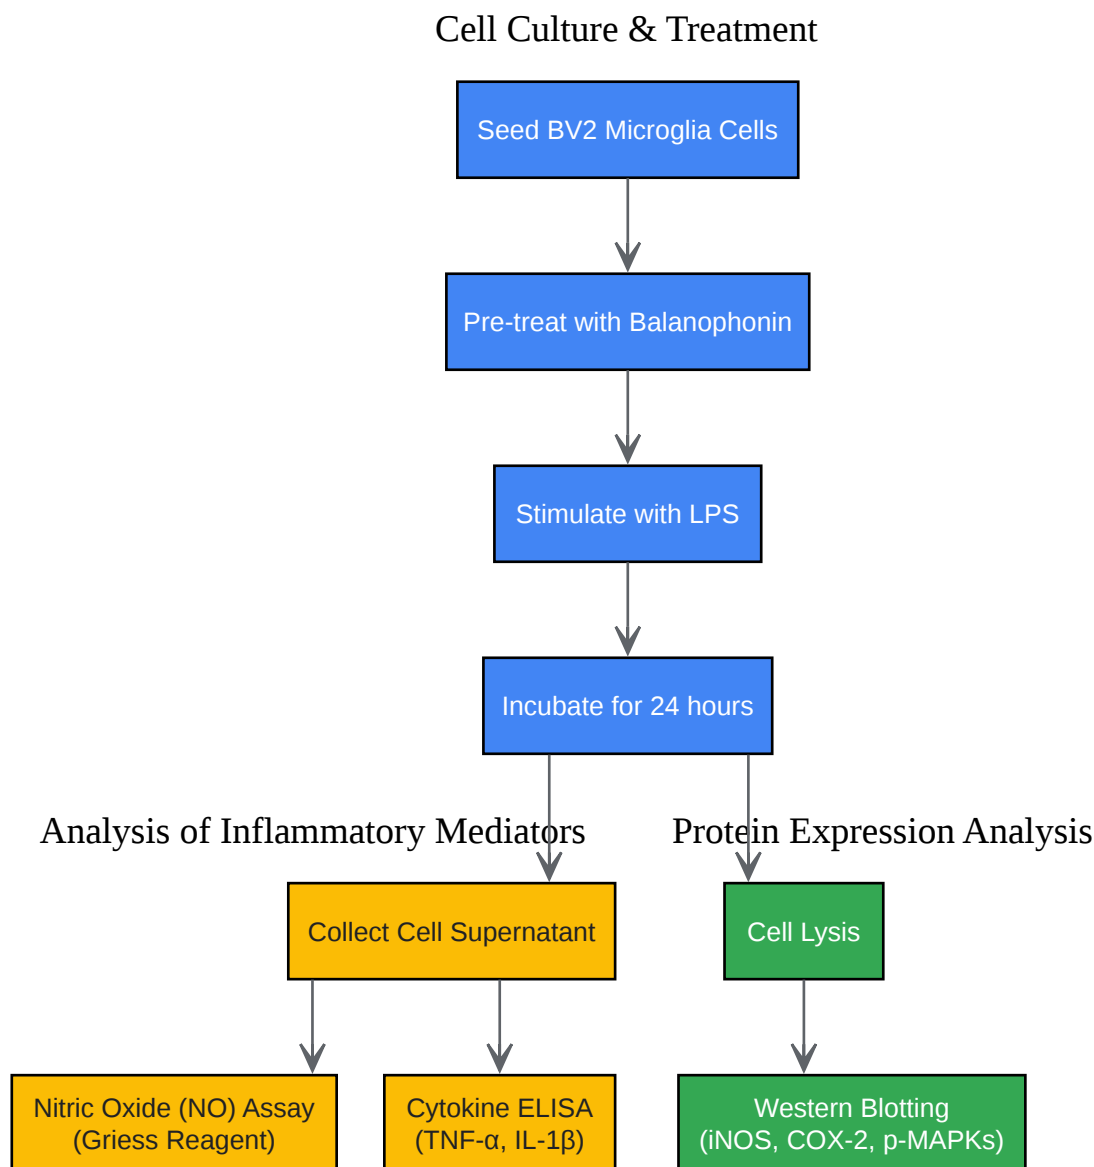 Cell Culture & Treatment
Seed BV2 Microglia Cells
Pre-treat with Balanophonin
Stimulate with LPS
Incubate for 24 hours
Analysis of Inflammatory Mediators
Protein Expression Analysis
Collect Cell Supernatant
Cell Lysis
Nitric Oxide (NO) Assay
(Griess Reagent)
Cytokine ELISA
(TNF-α, IL-1β)
Western Blotting
(iNOS, COX-2, p-MAPKs)